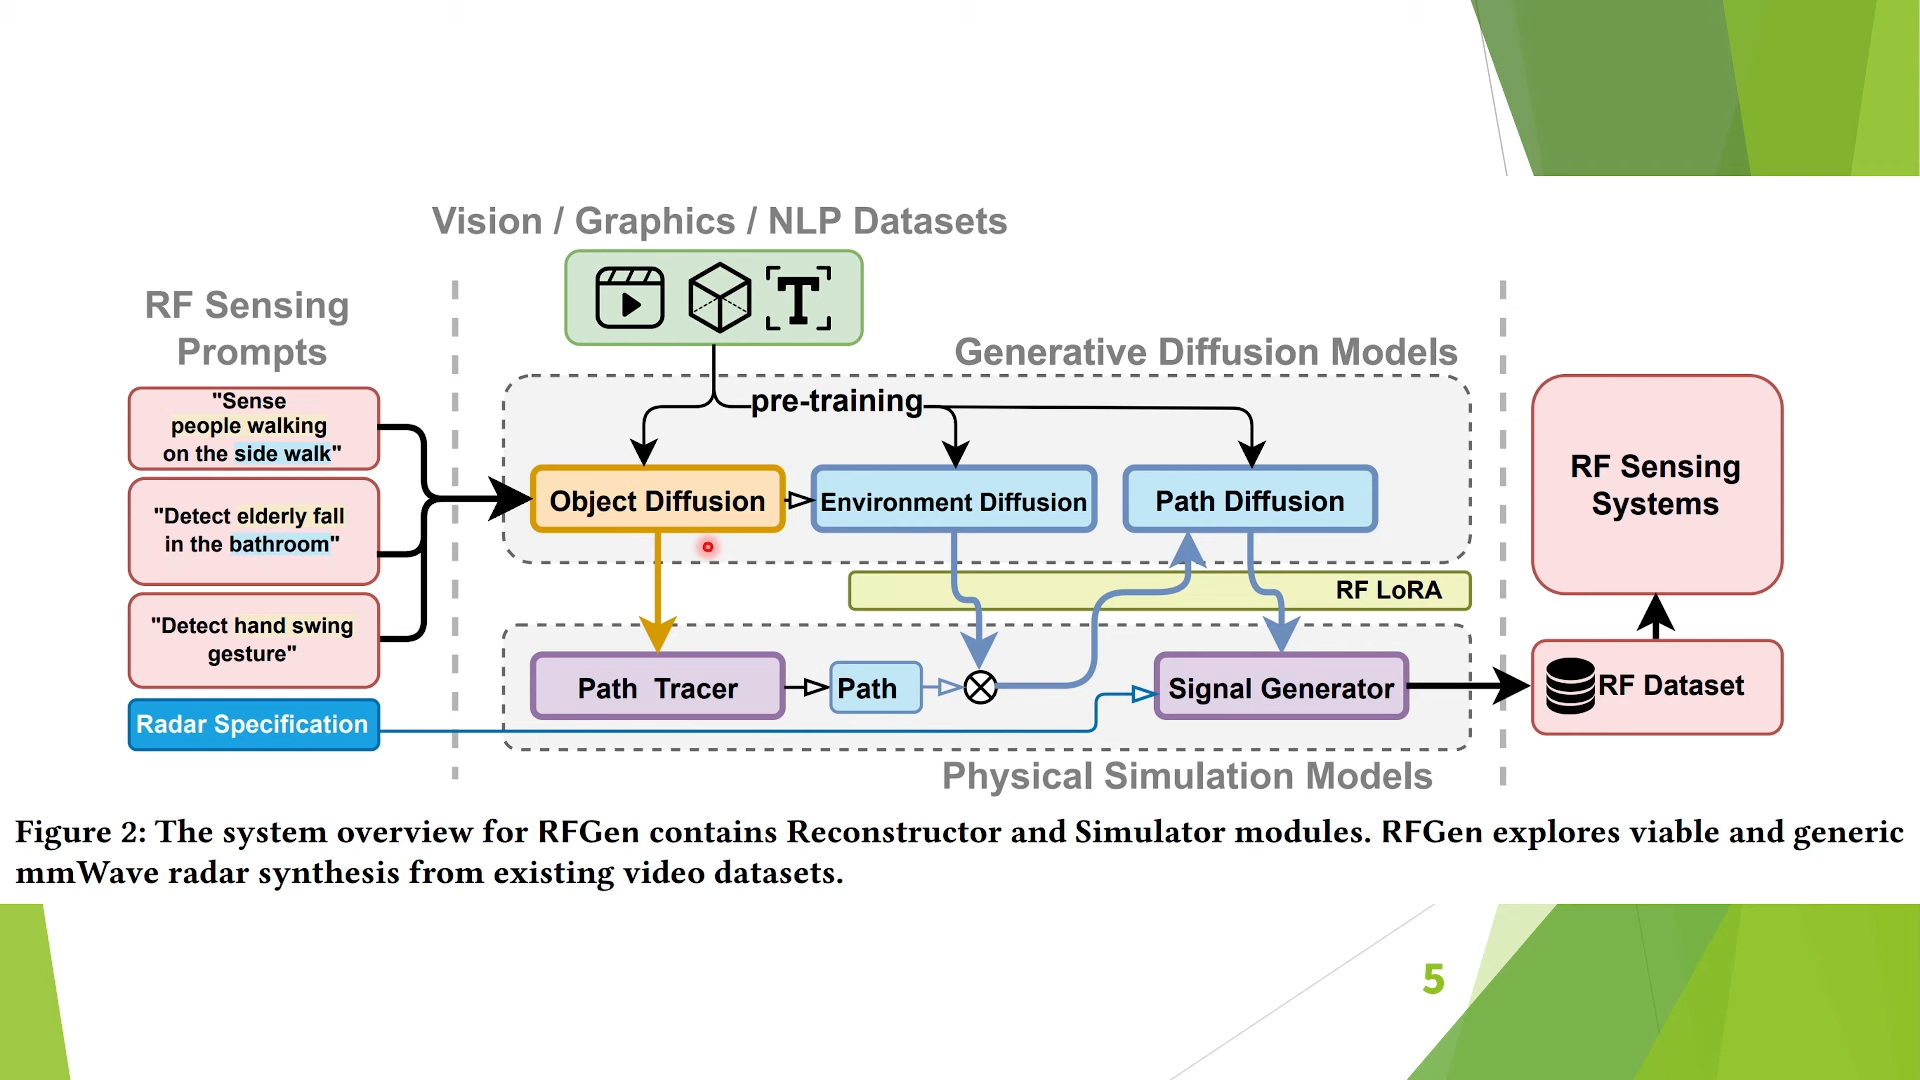 Vision / Graphics / NLP Datasets
RF Sensing
Prompts
"Sense
people walking
on the side walk"
"Detect elderly fall
in the bathroom"
"Detect hand swing
gesture"
Radar Specification
T
Generative Diffusion Models
pre-training
Object Diffusion
Environment Diffusion
Path Diffusion
RF LoRA
Path Tracer
Path
Signal Generator
Physical Simulation Models
RF Sensing
Systems
RF Dataset
Figure 2: The system overview for RFGen contains Reconstructor and Simulator modules. RFGen explores viable and generic
mmWave radar synthesis from existing video datasets.
5